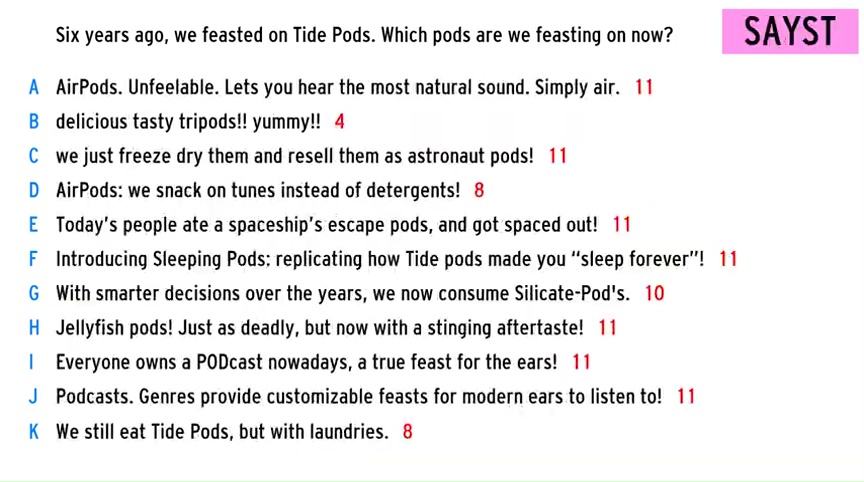 Six years ago, we feasted on Tide Pods. Which pods are we feasting on now?
SAYST
A AirPods. Unfeelable. Lets you hear the most natural sound. Simply air. 11
B delicious tasty tripods!! yummy!! 4
C we just freeze dry them and resell them as astronaut pods! 11
D AirPods: we snack on tunes instead of detergents! 8
E Today's people ate a spaceship's escape pods, and got spaced out! 11
F Introducing Sleeping Pods: replicating how Tide pods made you “sleep forever”! 11
G With smarter decisions over the years, we now consume Silicate-Pod's. 10
H Jellyfish pods! Just as deadly, but now with a stinging aftertaste! 11
I Everyone owns a PODcast nowadays, a true feast for the ears! 11
J Podcasts. Genres provide customizable feasts for modern ears to listen to! 11
K We still eat Tide Pods, but with laundries. 8